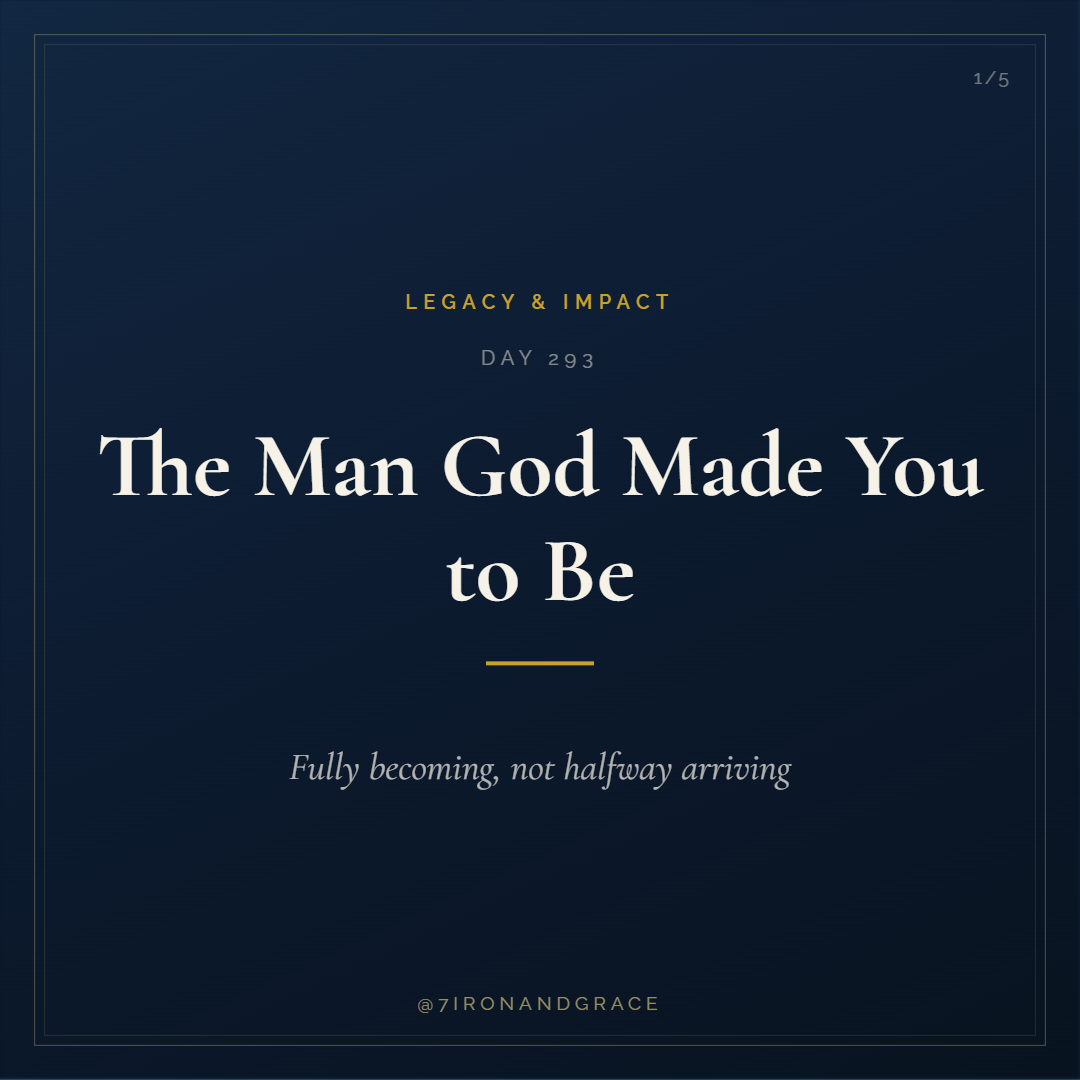 1/5
LEGACY & IMPACT
DAY 293
The Man God Made You
to Be
Fully becoming, not halfway arriving
@7IRONANDGRACE